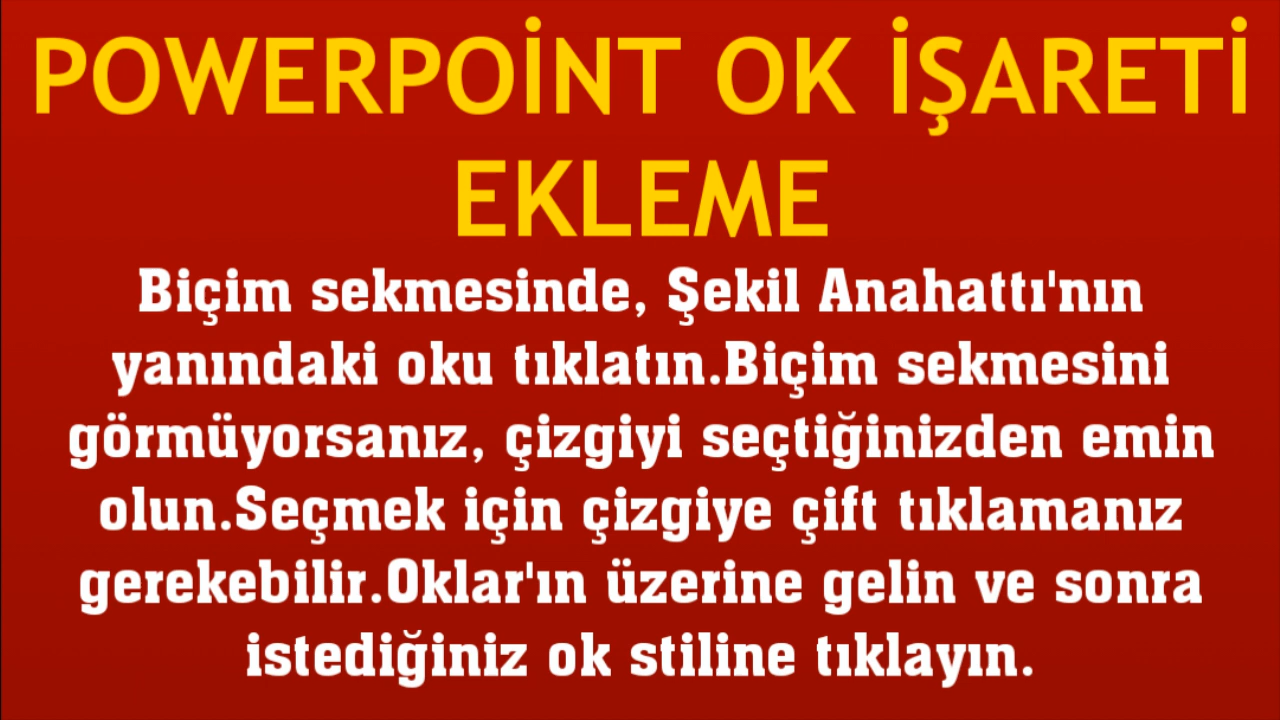 POWERPOİNT OK İŞARETİ
EKLEME
Biçim sekmesinde, Şekil Anahattı'nın
yanındaki oku tıklatın.Biçim sekmesini
görmüyorsanız, çizgiyi seçtiğinizden emin
olun.Seçmek için çizgiye çift tıklamanız
gerekebilir.Oklar'ın üzerine gelin ve sonra
istediğiniz ok stiline tıklayın.